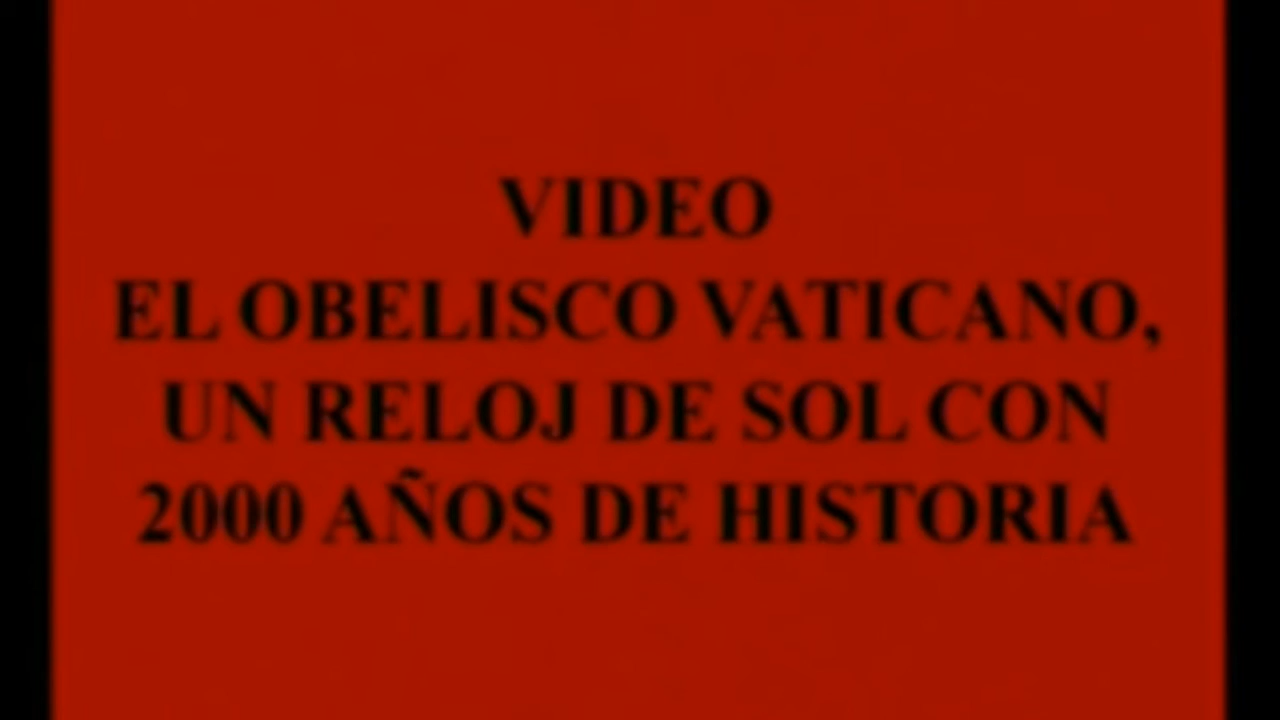 VIDEO
EL OBELISCO VATICANO,
UN RELOJ DE SOL CON
2000 AÑOS DE HISTORIA